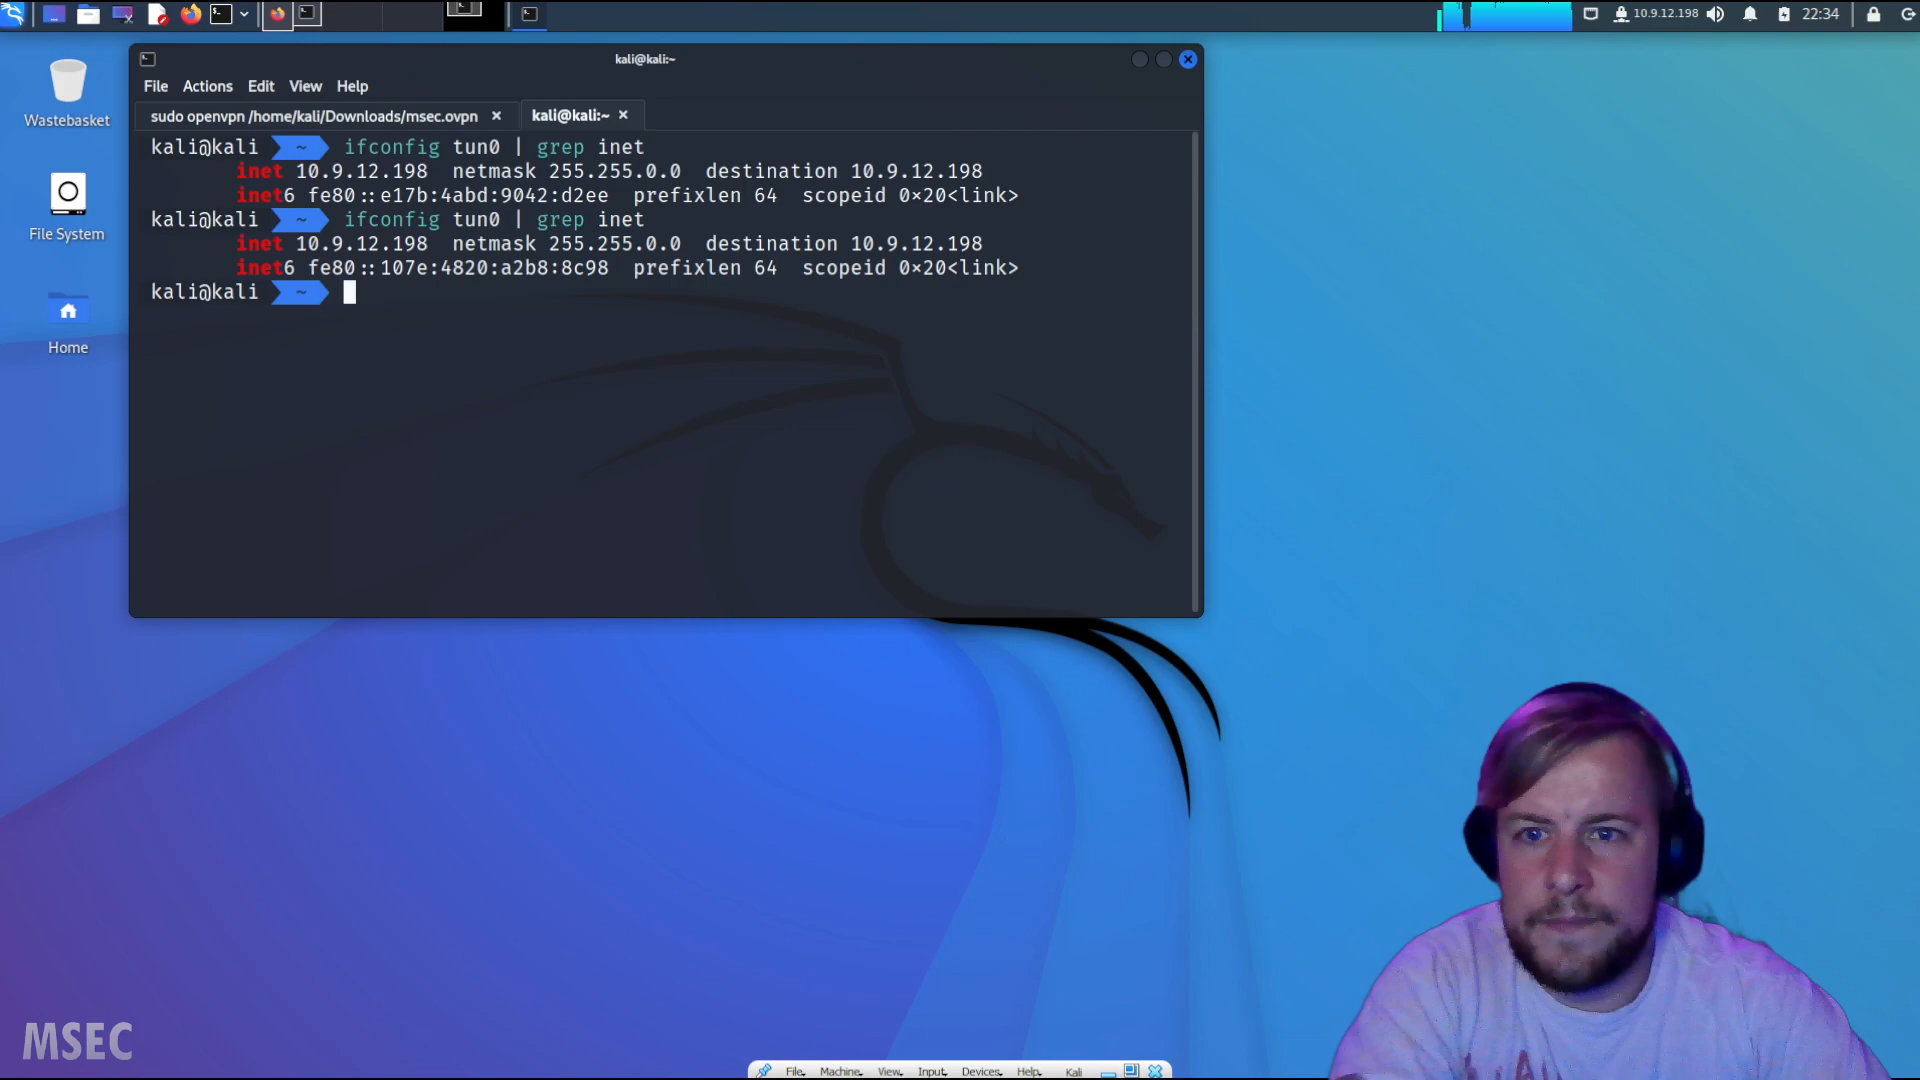 10.9.12.198
22:34
kali@kali:~
File Actions Edit View Help
sudo openvpn /home/kali/Downloads/msec.ovpn
kali@kali:~
kali@kali ~ ifconfig tun0 | grep inet
inet 10.9.12.198 netmask 255.255.0.0 destination 10.9.12.198
inet6 fe80::e17b:4abd:9042:d2ee prefixlen 64 scopeid 0×20<link>
kali@kali ~ ifconfig tun0 | grep inet
inet 10.9.12.198 netmask 255.255.0.0 destination 10.9.12.198
inet6 fe80::107e:4820:a2b8:8c98 prefixlen 64 scopeid 0×20<link>
kali@kali ~
Wastebasket
File System
Home
MSEC
File Machine View Input Devices Help Kali